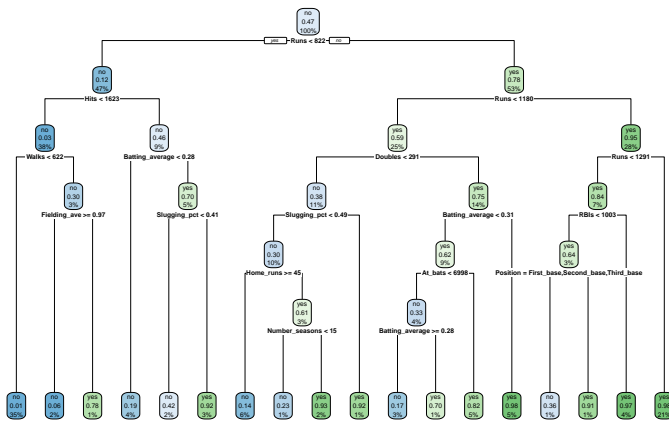 no
0.47
100%
yes Runs < 822 no
no
0.12
47%
yes
0.78
53%
Hits < 1623
Runs < 1180
no
0.03
38%
no
0.46
9%
yes
0.59
25%
yes
0.95
28%
Walks < 622
Batting_average < 0.28
Doubles < 291
Runs < 1291
no
0.30
3%
yes
0.70
5%
no
0.38
11%
yes
0.75
14%
yes
0.84
7%
Fielding_ave >= 0.97
Slugging_pct < 0.41
Slugging_pct < 0.49
Batting_average < 0.31
RBIs < 1003
no
0.30
10%
yes
0.62
9%
yes
0.64
3%
Home_runs >= 45
At_bats < 6998
Position = First_base,Second_base,Third_base
yes
0.61
3%
no
0.33
4%
Number_seasons < 15
Batting_average >= 0.28
no
0.01
35%
no
0.06
2%
yes
0.78
1%
no
0.19
4%
no
0.42
2%
yes
0.92
3%
no
0.14
6%
no
0.23
1%
yes
0.93
2%
yes
0.92
1%
no
0.17
3%
yes
0.70
1%
yes
0.82
5%
yes
0.98
5%
no
0.36
1%
yes
0.91
1%
yes
0.97
4%
yes
0.98
21%